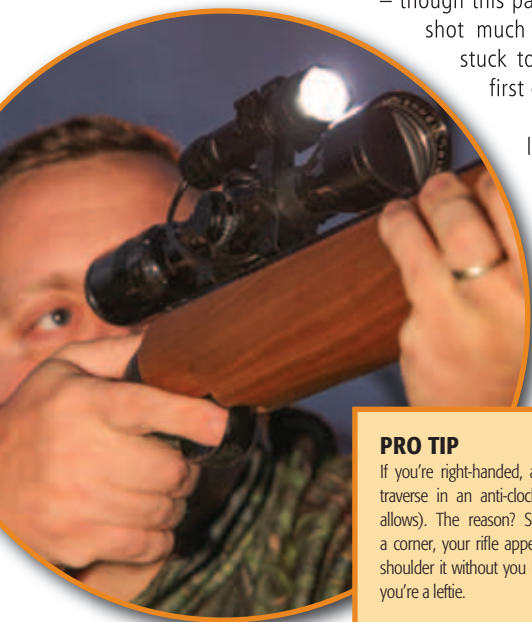 – though this pa
shot much
stuck to
first
PRO TIP
If you're right-handed, a
traverse in an anti-clock
allows). The reason? S
a corner, your rifle appe
shoulder it without you
you're a leftie.